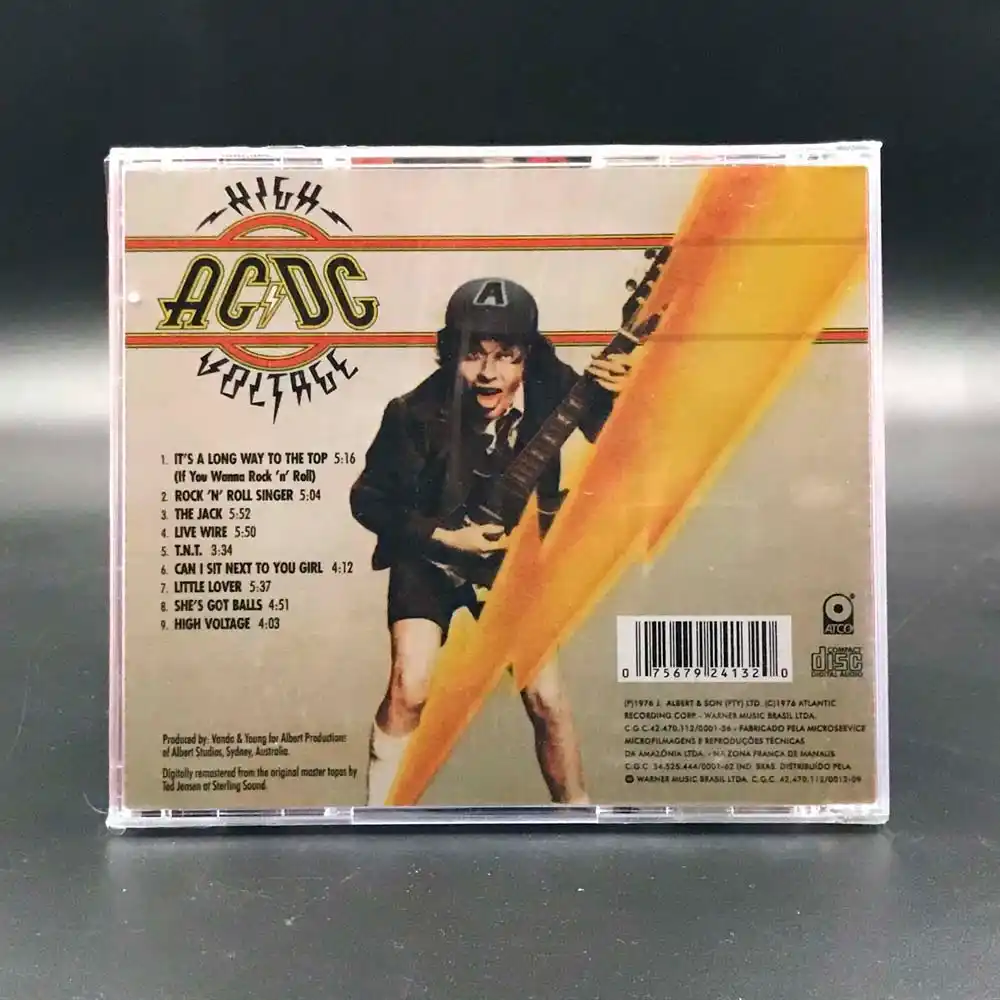 HIGH
AC⚡DC
VOLTAGE
A
1. IT'S A LONG WAY TO THE TOP 5:16
(If You Wanna Rock 'n' Roll)
2. ROCK 'N' ROLL SINGER 5:04
3. THE JACK 5:52
4. LIVE WIRE 5:50
5. T.N.T. 3:34
6. CAN I SIT NEXT TO YOU GIRL 4:12
7. LITTLE LOVER 5:37
8. SHE'S GOT BALLS 4:51
9. HIGH VOLTAGE 4:03
ATCO
COMPACT
disc
DIGITAL AUDIO
0 75679 24132 0
Produced by: Vanda & Young for Albert Productions
of Albert Studios, Sydney, Australia.
Digitally remastered from the original master tapes by
Ted Jensen at Sterling Sound.
(P)1976 J. ALBERT & SON (PTY) LTD. (C)1976 ATLANTIC
RECORDING CORP. - WARNER MUSIC BRASIL LTDA.
C.G.C 42.470.112/0001-36 - FABRICADO PELA MICROSERVICE
MICROFILMAGENS E REPRODUÇÕES TÉCNICAS
DA AMAZÔNIA LTDA. - NA ZONA FRANCA DE MANAUS
C.G.C. 34.525.444/0001-62 IND. BRAS. DISTRIBUÍDO PELA
WARNER MUSIC BRASIL LTDA. C.G.C. 42.470.112/0012-09